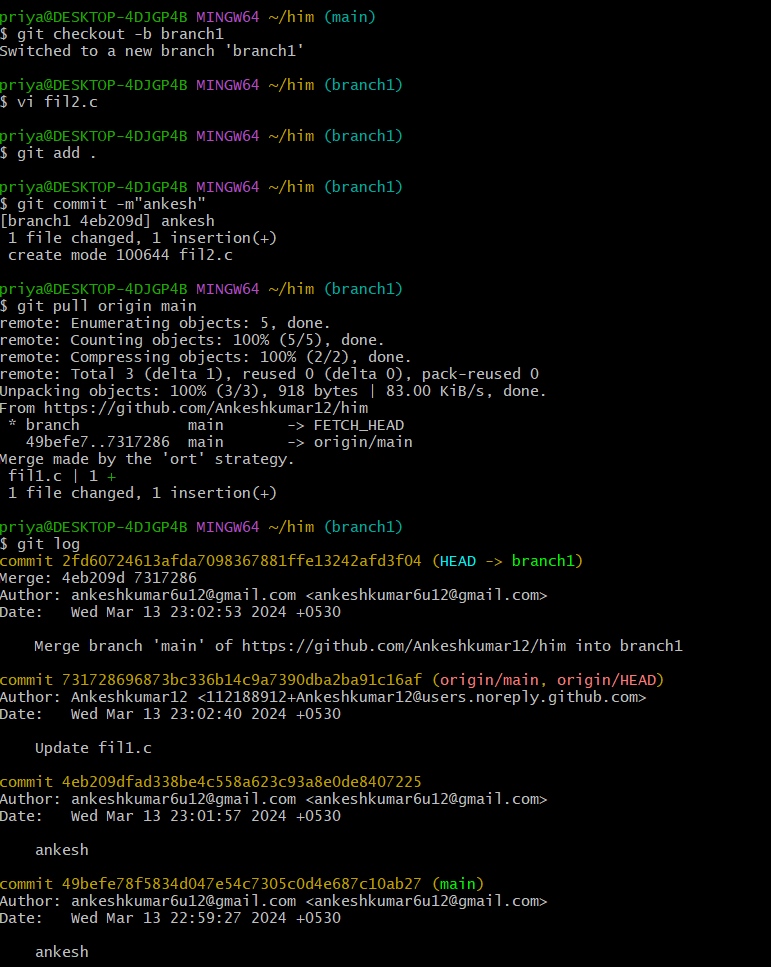 priya@DESKTOP-4DJGP4B MINGW64 ~/him (main)
$ git checkout -b branch1
Switched to a new branch 'branch1'
priya@DESKTOP-4DJGP4B MINGW64 ~/him (branch1)
$ vi fil2.c
priya@DESKTOP-4DJGP4B MINGW64 ~/him (branch1)
$ git add .
priya@DESKTOP-4DJGP4B MINGW64 ~/him (branch1)
$ git commit -m"ankesh"
[branch1 4eb209d] ankesh
 1 file changed, 1 insertion(+)
 create mode 100644 fil2.c
priya@DESKTOP-4DJGP4B MINGW64 ~/him (branch1)
$ git pull origin main
remote: Enumerating objects: 5, done.
remote: Counting objects: 100% (5/5), done.
remote: Compressing objects: 100% (2/2), done.
remote: Total 3 (delta 1), reused 0 (delta 0), pack-reused 0
Unpacking objects: 100% (3/3), 918 bytes | 83.00 KiB/s, done.
From https://github.com/Ankeshkumar12/him
 * branch            main       -> FETCH_HEAD
   49befe7..7317286  main       -> origin/main
Merge made by the 'ort' strategy.
 fil1.c | 1 +
 1 file changed, 1 insertion(+)
priya@DESKTOP-4DJGP4B MINGW64 ~/him (branch1)
$ git log
commit 2fd60724613afda7098367881ffe13242afd3f04 (HEAD -> branch1)
Merge: 4eb209d 7317286
Author: ankeshkumar6u12@gmail.com <ankeshkumar6u12@gmail.com>
Date:   Wed Mar 13 23:02:53 2024 +0530
    Merge branch 'main' of https://github.com/Ankeshkumar12/him into branch1
commit 731728696873bc336b14c9a7390dba2ba91c16af (origin/main, origin/HEAD)
Author: Ankeshkumar12 <112188912+Ankeshkumar12@users.noreply.github.com>
Date:   Wed Mar 13 23:02:40 2024 +0530
    Update fil1.c
commit 4eb209dfad338be4c558a623c93a8e0de8407225
Author: ankeshkumar6u12@gmail.com <ankeshkumar6u12@gmail.com>
Date:   Wed Mar 13 23:01:57 2024 +0530
    ankesh
commit 49befe78f5834d047e54c7305c0d4e687c10ab27 (main)
Author: ankeshkumar6u12@gmail.com <ankeshkumar6u12@gmail.com>
Date:   Wed Mar 13 22:59:27 2024 +0530
    ankesh